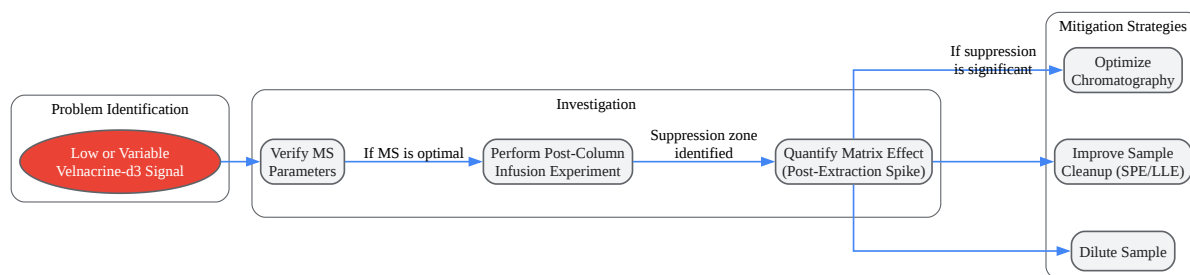 Problem Identification
Low or Variable
Velnacrine-d3 Signal
Investigation
Verify MS
Parameters
If MS is optimal
Perform Post-Column
Infusion Experiment
Suppression zone
identified
Quantify Matrix Effect
(Post-Extraction Spike)
If suppression
is significant
Mitigation Strategies
Optimize
Chromatography
Improve Sample
Cleanup (SPE/LLE)
Dilute Sample